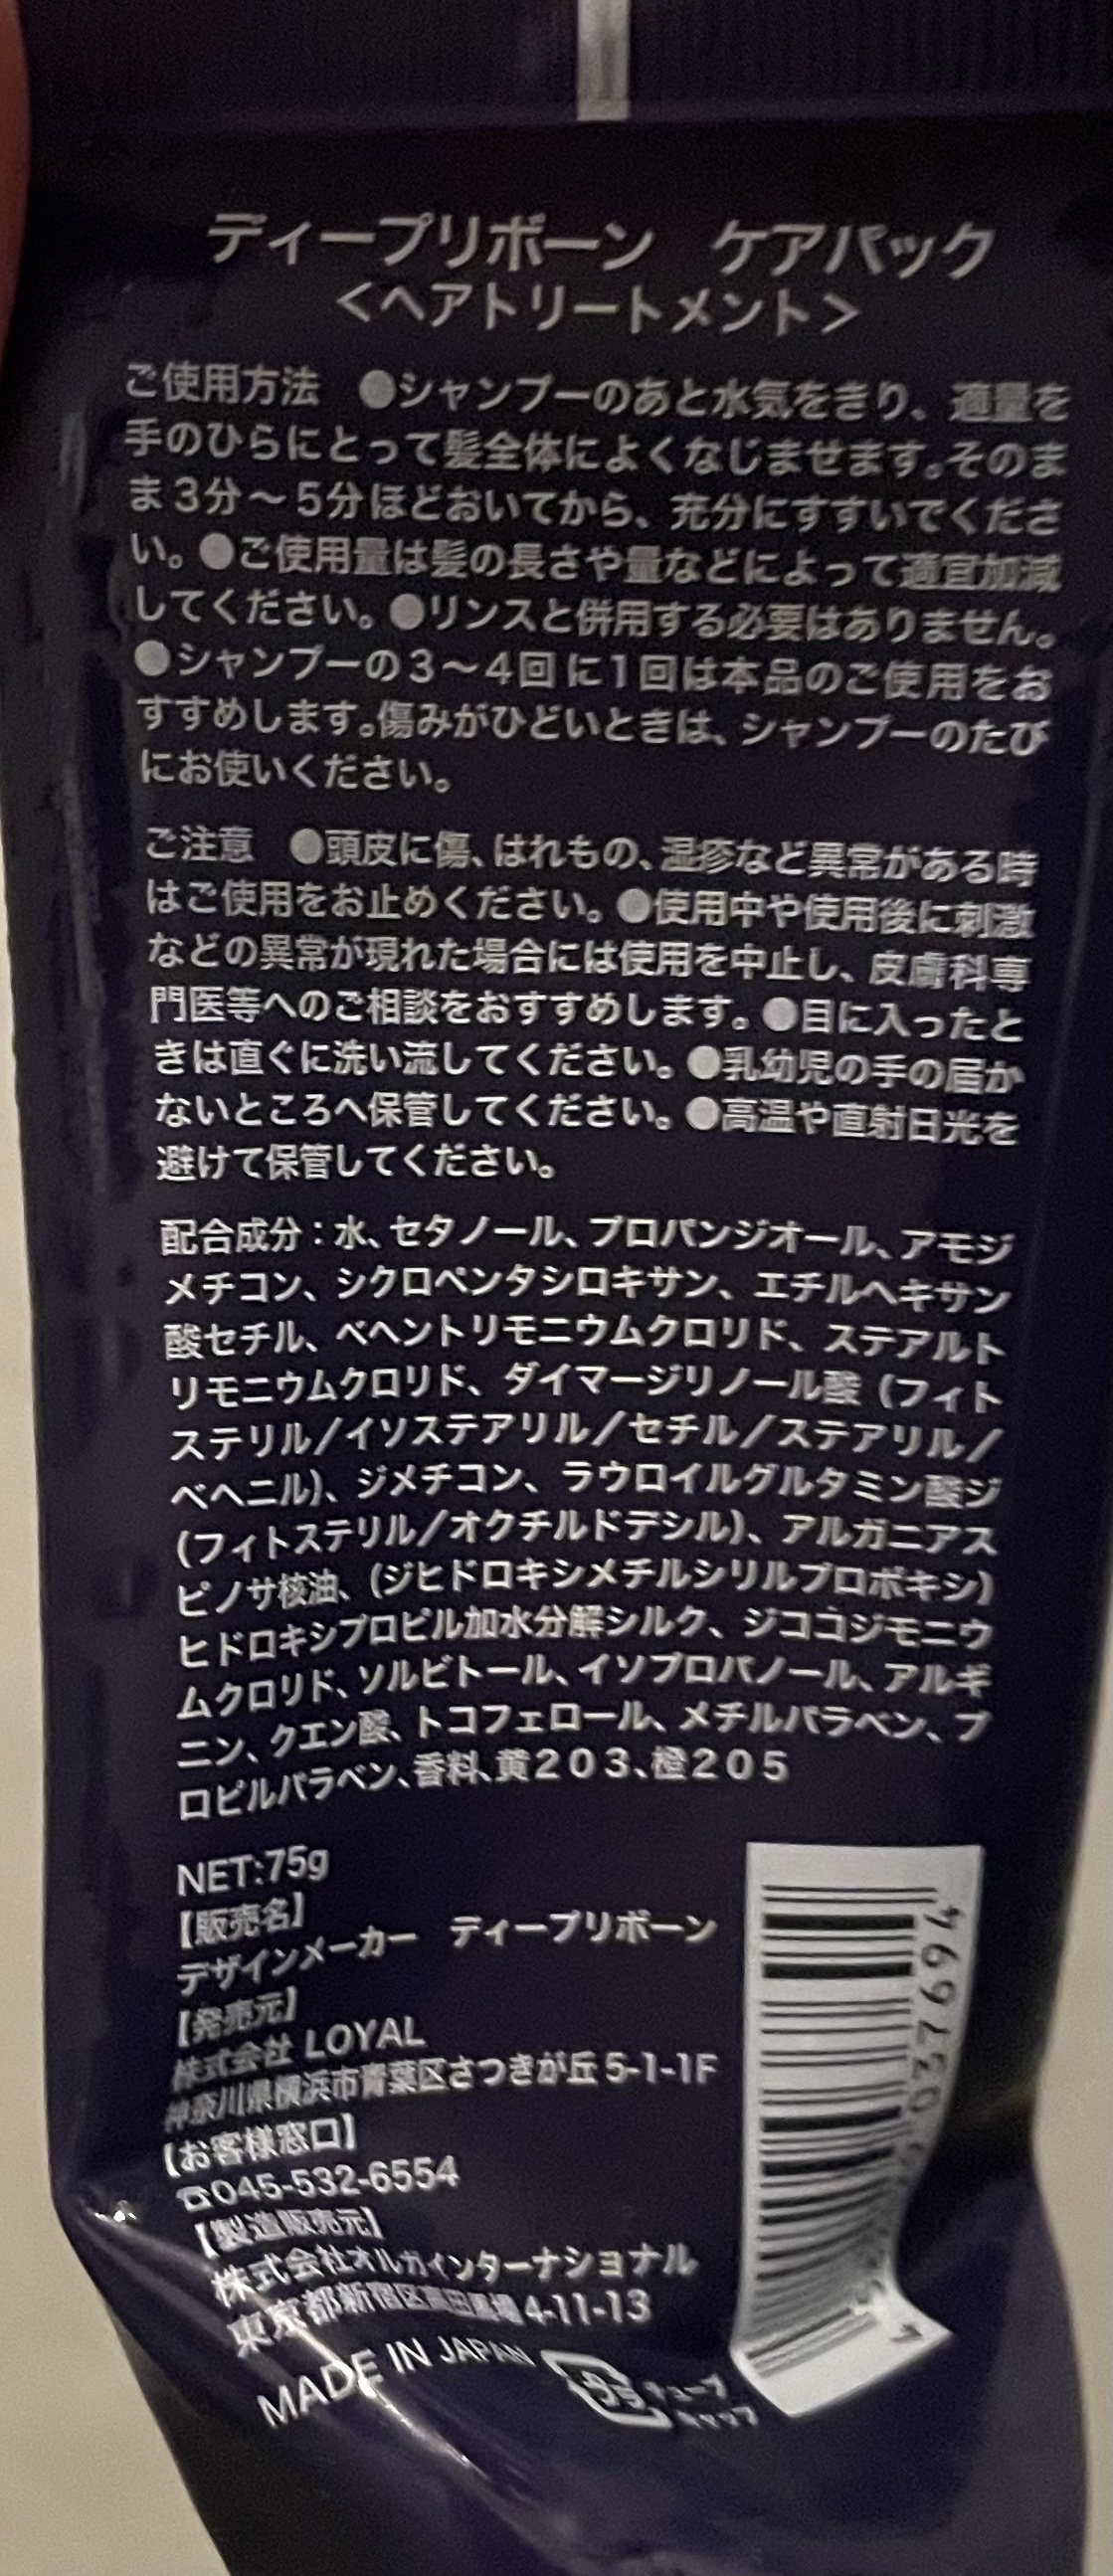 ディープリボーン ケアパック
＜ヘアトリートメント＞
ご使用方法 ●シャンプーのあと水気をきり、適量を
手のひらにとって髪全体によくなじませます。そのま
ま3分～5分ほどおいてから、充分にすすいでくださ
い。●ご使用量は髪の長さや量などによって適宜加減
してください。●リンスと併用する必要はありません。
●シャンプーの3～4回に1回は本品のご使用をお
すすめします。傷みがひどいときは、シャンプーのたび
にお使いください。
ご注意 ●頭皮に傷、はれもの、湿疹など異常がある時
はご使用をお止めください。●使用中や使用後に刺激
などの異常が現れた場合には使用を中止し、皮膚科専
門医等へのご相談をおすすめします。●目に入ったと
きは直ぐに洗い流してください。●乳幼児の手の届か
ないところへ保管してください。●高温や直射日光を
避けて保管してください。
配合成分：水、セタノール、プロパンジオール、アモジ
メチコン、シクロペンタシロキサン、エチルヘキサン
酸セチル、ベヘントリモニウムクロリド、ステアルト
リモニウムクロリド、ダイマージリノール酸（フィト
ステリル／イソステアリル／セチル／ステアリル／
ベヘニル）、ジメチコン、ラウロイルグルタミン酸ジ
（フィトステリル／オクチルドデシル）、アルガニアス
ピノサ核油、（ジヒドロキシメチルシリルプロポキシ）
ヒドロキシプロピル加水分解シルク、ジココジモニウ
ムクロリド、ソルビトール、イソプロパノール、アルギ
ニン、クエン酸、トコフェロール、メチルパラベン、プ
ロピルパラベン、香料、黄203、橙205
NET:75g
【販売名】
デザインメーカー ディープリボーン
【発売元】
株式会社 LOYAL
神奈川県横浜市青葉区さつきが丘 5-1-1F
【お客様窓口】
☎045-532-6554
【製造販売元】
株式会社オルガインターナショナル
東京都新宿区高田馬場4-11-13
MADE IN JAPAN
プラ
チューブ
キャップ